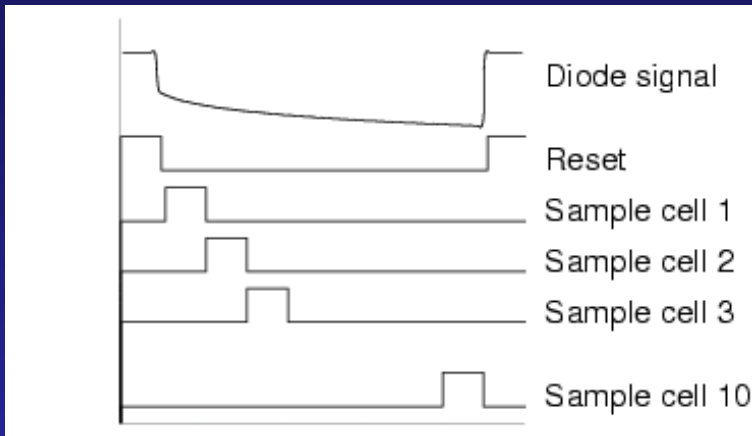 Diode signal
Reset
Sample cell 1
Sample cell 2
Sample cell 3
Sample cell 10